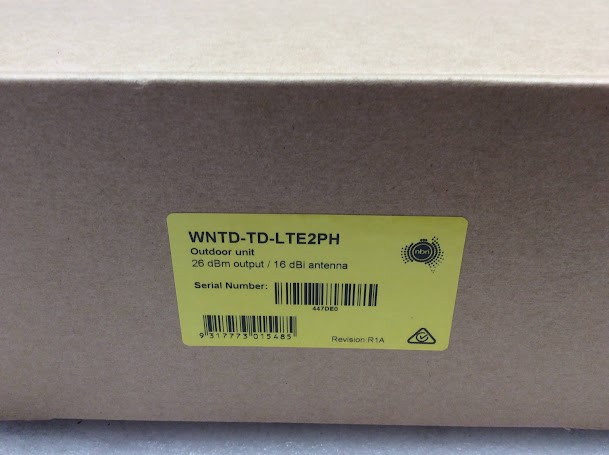 WNTD-TD-LTE2PH
Outdoor unit
26 dBm output / 16 dBi antenna
nbn
Serial Number:
447DE0
9 317773 015485
Revision:R1A